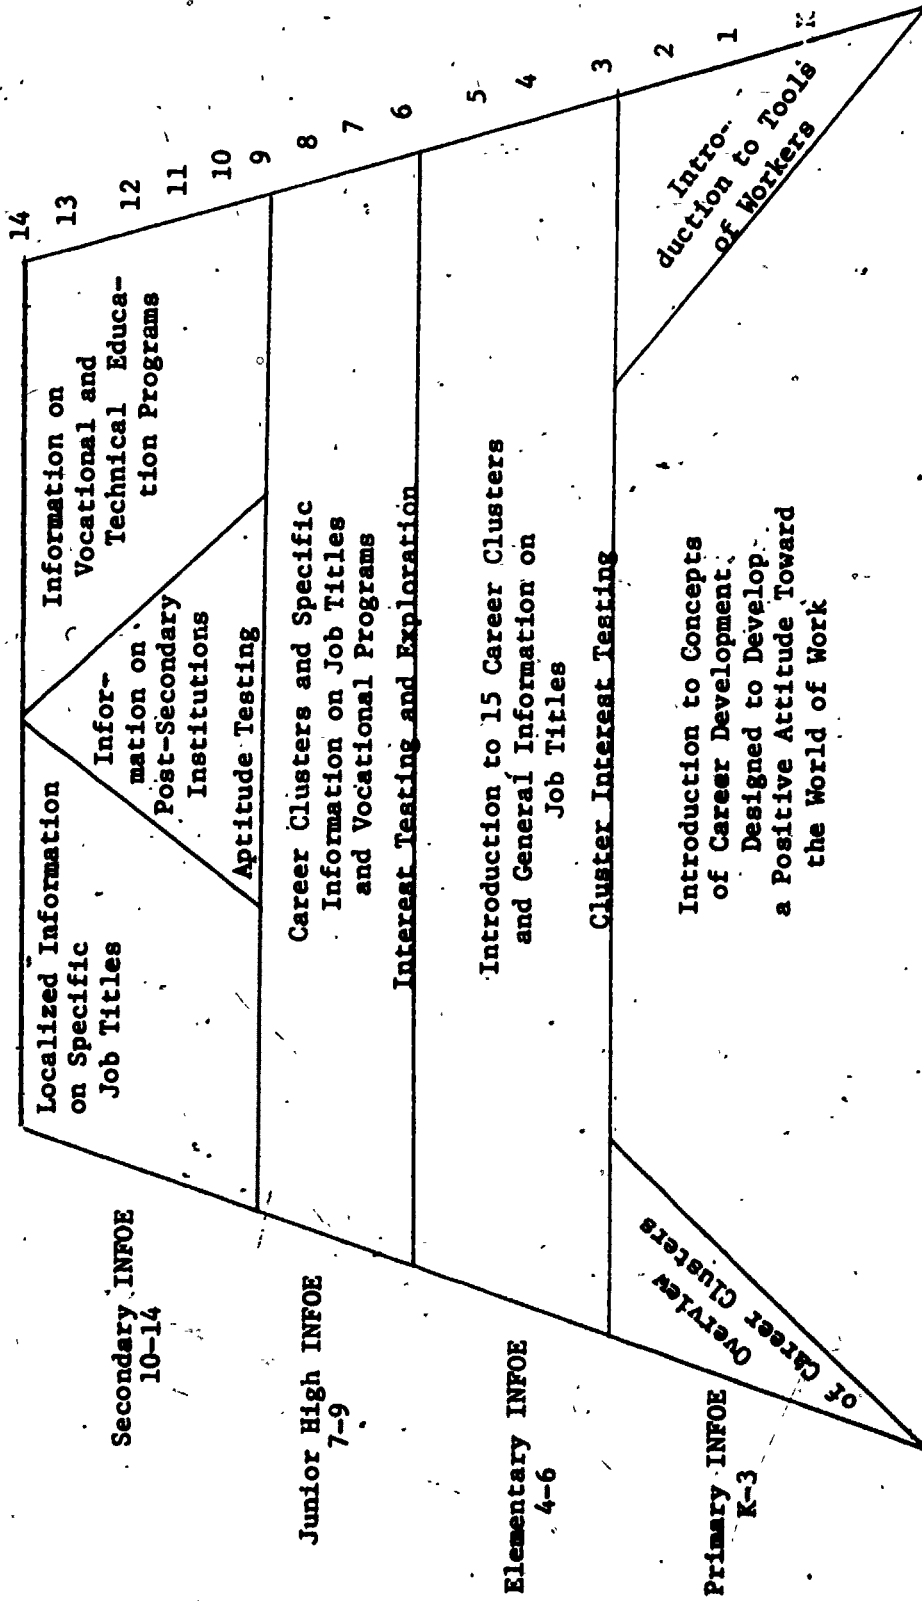 14
13
12
11
10
9
8
7
6
5
4
3
2
1
Secondary INFOE
10-14
Localized Information
on Specific
Job Titles
Infor-
mation on
Post-Secondary
Institutions
Aptitude Testing
Information on
Vocational and
Technical Educa-
tion Programs
Junior High INFOE
7-9
Career Clusters and Specific
Information on Job Titles
and Vocational Programs
Interest Testing and Exploration
Elementary INFOE
4-6
Introduction to 15 Career Clusters
and General Information on
Job Titles
Cluster Interest Testing
Primary INFOE
K-3
Overview
of Career Clusters
Introduction to Concepts
of Career Development
Designed to Develop
a Positive Attitude Toward
the World of Work
Intro-
duction to Tools
of Workers